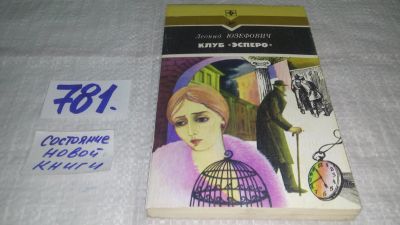 Леонид ЮЗЕФОВИЧ
КЛУБ «ЭСПЕРО»
781.
СОСТОЯНИЕ
НОВОЙ
КНИГИ